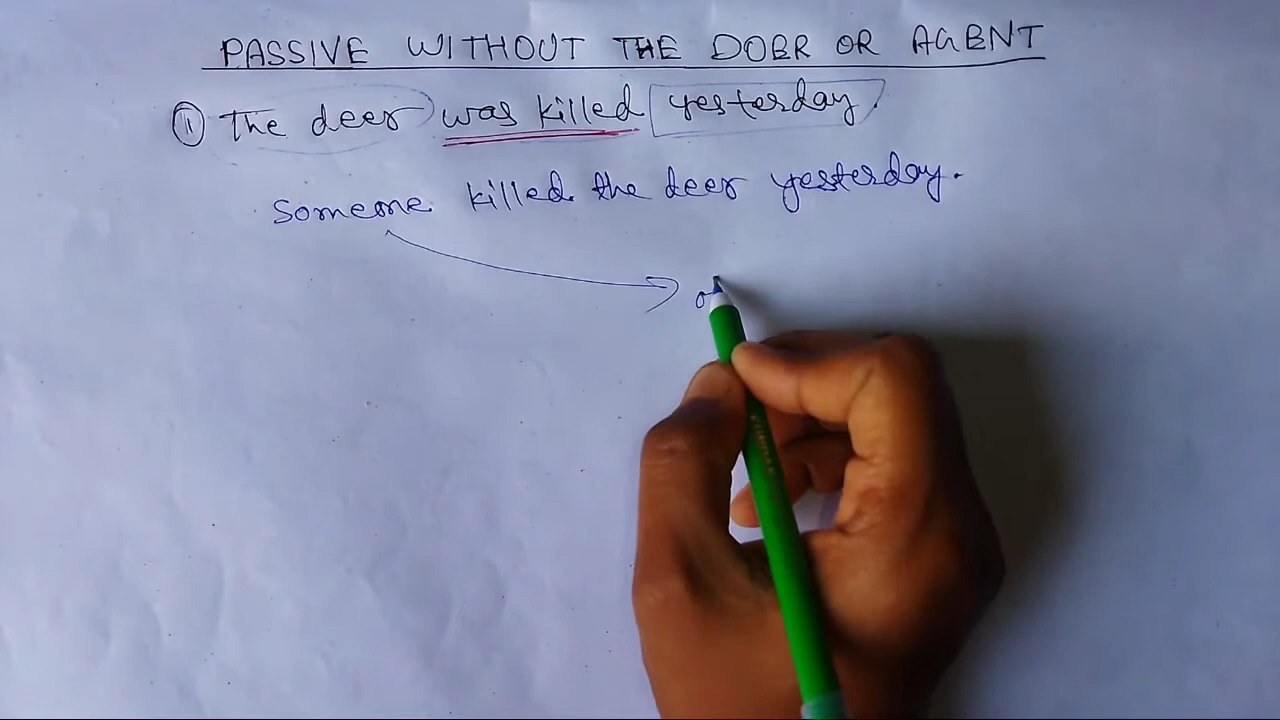 PASSIVE WITHOUT THE DOER OR AGENT
① The deer was killed yesterday.
Someone killed the deer yesterday.